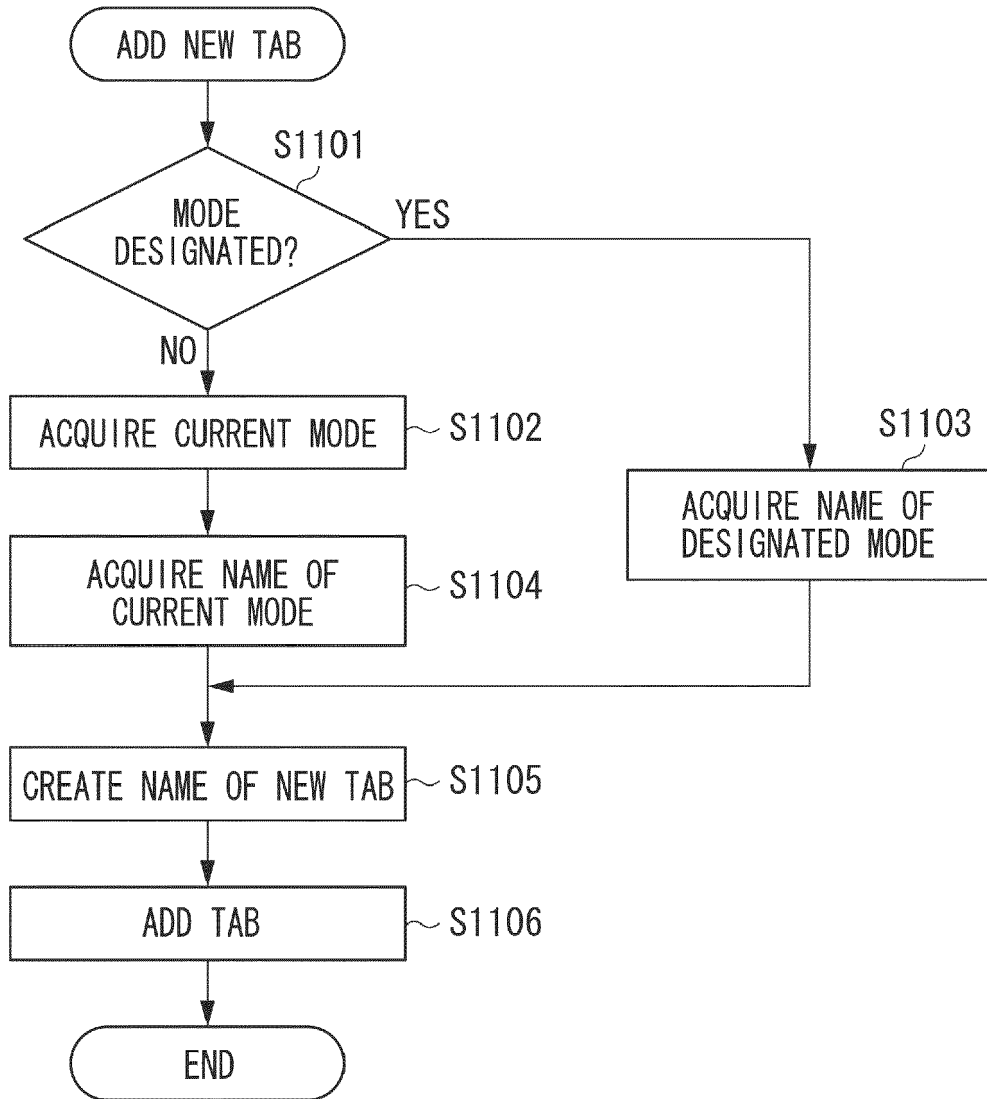 ADD NEW TAB
S1101
MODE
DESIGNATED?
YES
NO
ACQUIRE CURRENT MODE
S1102
S1103
ACQUIRE NAME OF
DESIGNATED MODE
ACQUIRE NAME OF
CURRENT MODE
S1104
CREATE NAME OF NEW TAB
S1105
ADD TAB
S1106
END